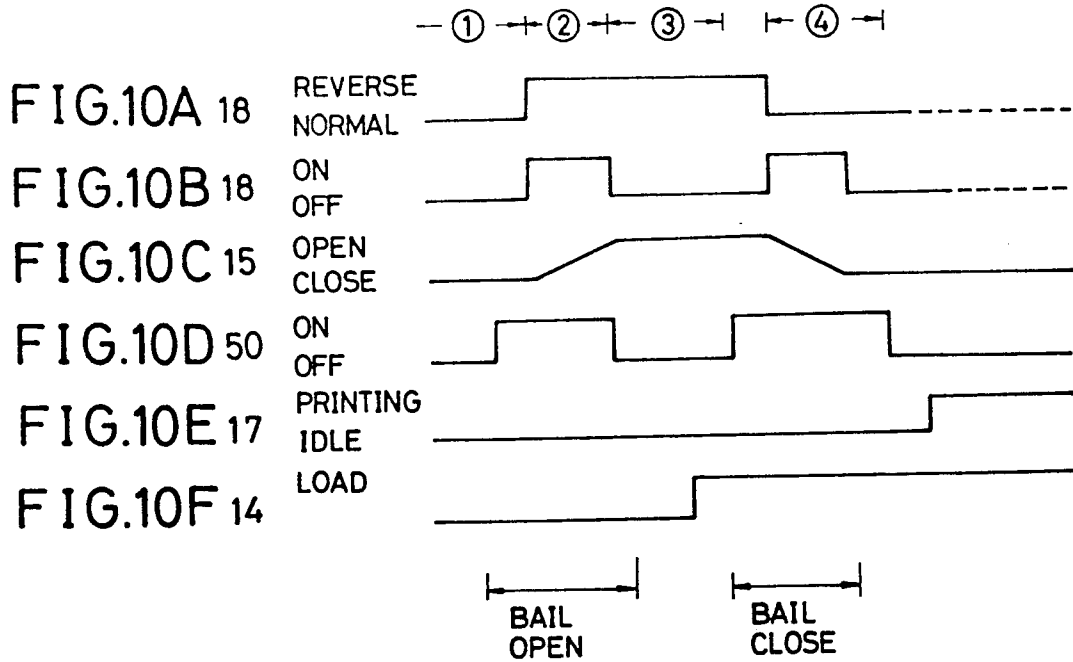 ① ② ③ ④
FIG.10A 18 REVERSE
NORMAL
FIG.10B 18 ON
OFF
FIG.10C 15 OPEN
CLOSE
FIG.10D 50 ON
OFF
FIG.10E 17 PRINTING
IDLE
FIG.10F 14 LOAD
BAIL
OPEN
BAIL
CLOSE